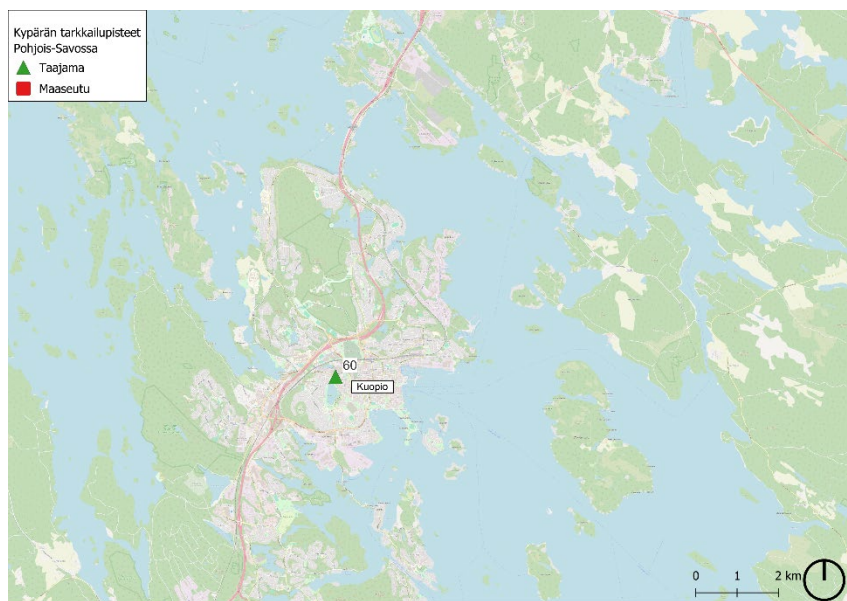 Kypärän tarkkailupisteet
Pohjois-Savossa
Taajama
Maaseutu
60
Kuopio
0 1 2 km